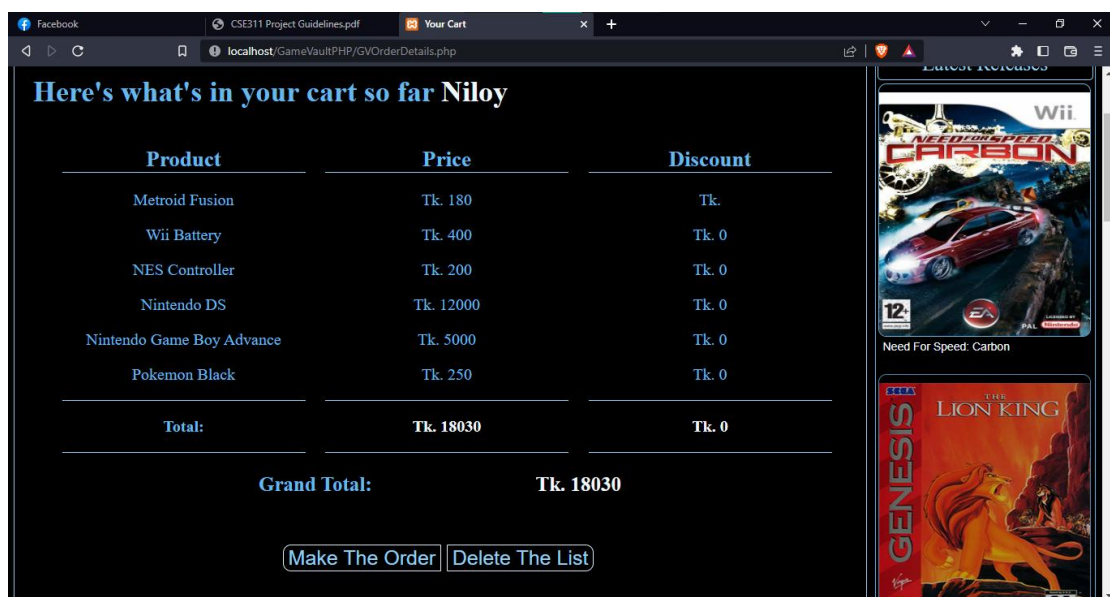 Facebook
CSE311 Project Guidelines.pdf
Your Cart
localhost/GameVaultPHP/GVOrderDetails.php
Here's what's in your cart so far Niloy
Product Price Discount
Metroid Fusion Tk. 180 Tk.
Wii Battery Tk. 400 Tk. 0
NES Controller Tk. 200 Tk. 0
Nintendo DS Tk. 12000 Tk. 0
Nintendo Game Boy Advance Tk. 5000 Tk. 0
Pokemon Black Tk. 250 Tk. 0
Total: Tk. 18030 Tk. 0
Grand Total: Tk. 18030
Make The Order Delete The List
Latest Releases
Wii
NEED FOR SPEED
CARBON
12+
EA
PAL
Nintendo
Need For Speed: Carbon
SEGA
GENESIS
THE
LION KING
Virgin